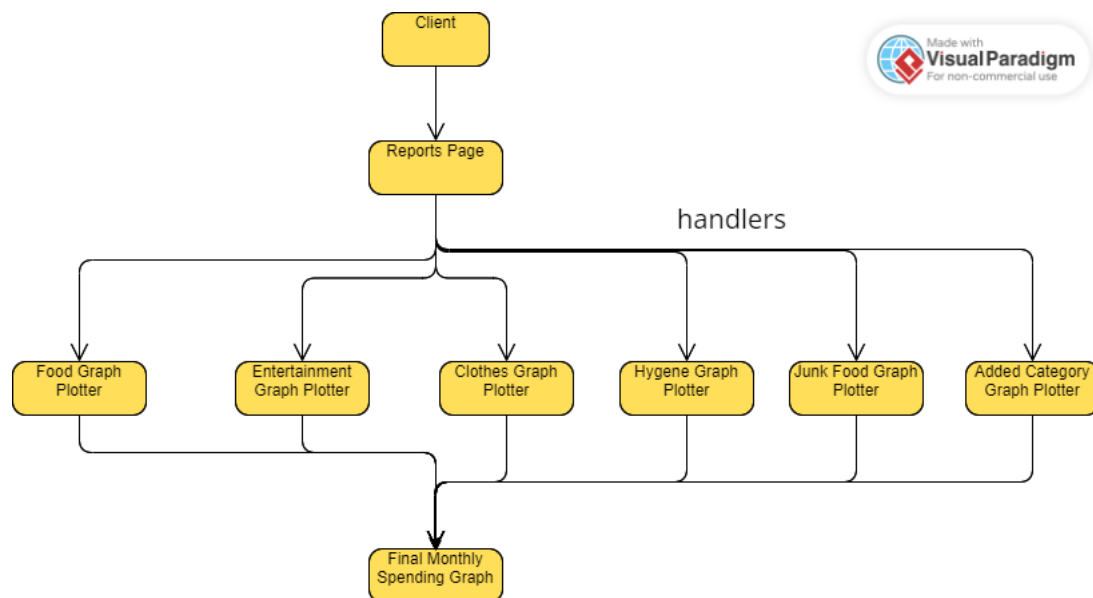 Client
Made with
Visual Paradigm
For non-commercial use
Reports Page
handlers
Food Graph
Plotter
Entertainment
Graph Plotter
Clothes Graph
Plotter
Hygene Graph
Plotter
Junk Food Graph
Plotter
Added Category
Graph Plotter
Final Monthly
Spending Graph